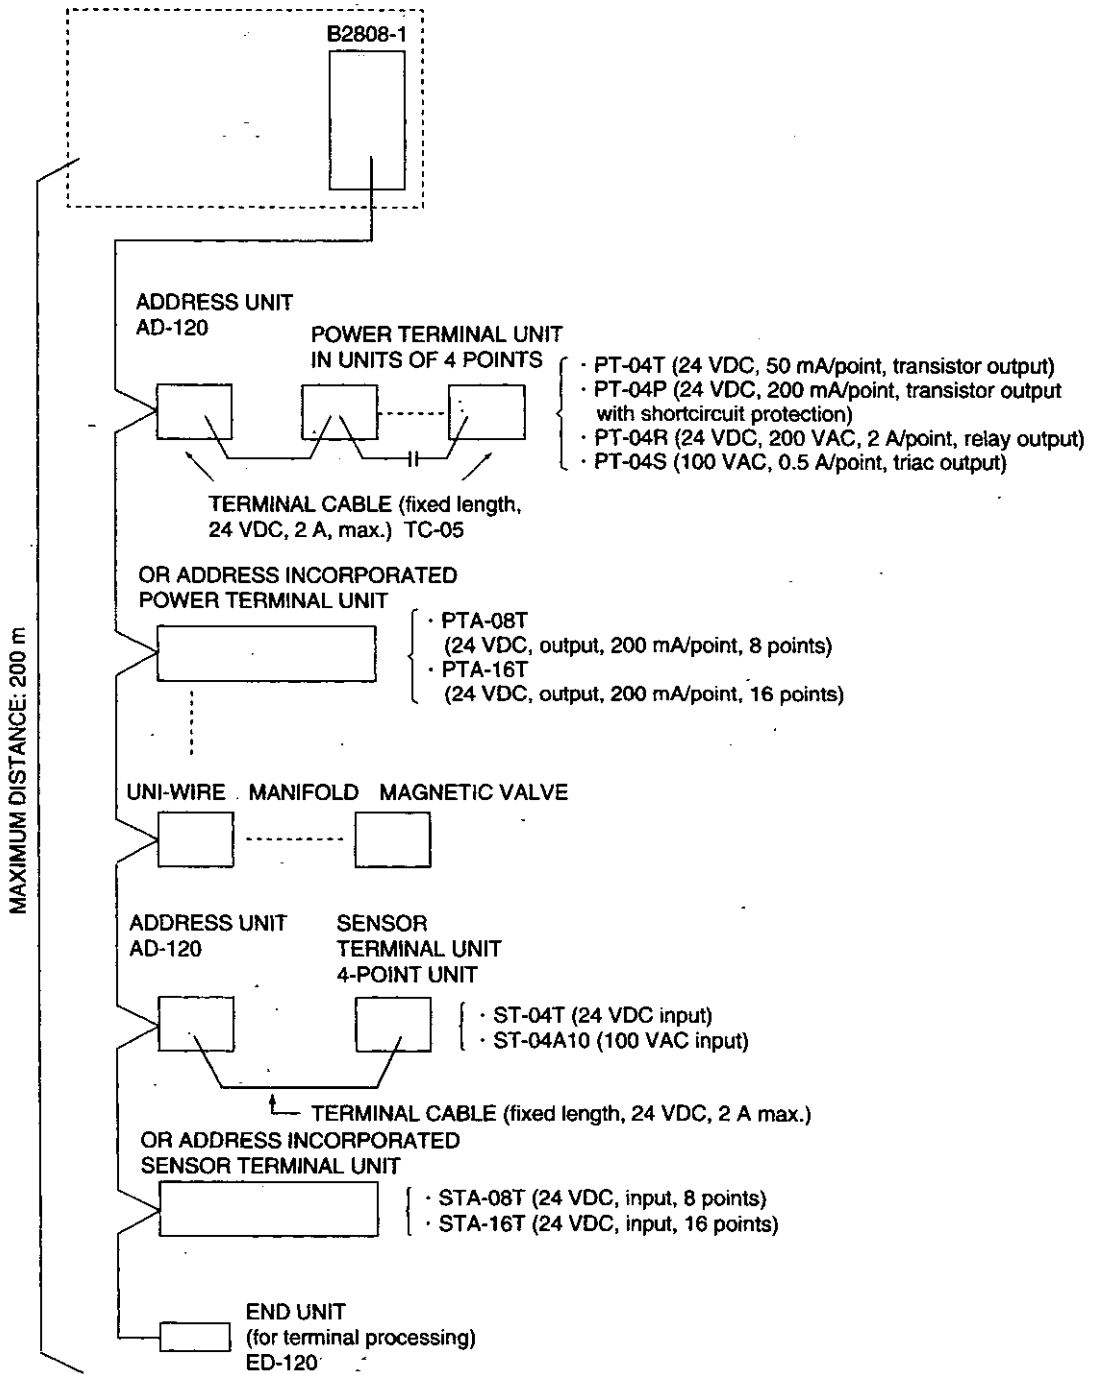 B2808-1
ADDRESS UNIT
AD-120
POWER TERMINAL UNIT
IN UNITS OF 4 POINTS
· PT-04T (24 VDC, 50 mA/point, transistor output)
· PT-04P (24 VDC, 200 mA/point, transistor output
with shortcircuit protection)
· PT-04R (24 VDC, 200 VAC, 2 A/point, relay output)
· PT-04S (100 VAC, 0.5 A/point, triac output)
TERMINAL CABLE (fixed length,
24 VDC, 2 A, max.) TC-05
OR ADDRESS INCORPORATED
POWER TERMINAL UNIT
· PTA-08T
(24 VDC, output, 200 mA/point, 8 points)
· PTA-16T
(24 VDC, output, 200 mA/point, 16 points)
MAXIMUM DISTANCE: 200 m
UNI-WIRE MANIFOLD MAGNETIC VALVE
ADDRESS UNIT
AD-120
SENSOR
TERMINAL UNIT
4-POINT UNIT
· ST-04T (24 VDC input)
· ST-04A10 (100 VAC input)
TERMINAL CABLE (fixed length, 24 VDC, 2 A max.)
OR ADDRESS INCORPORATED
SENSOR TERMINAL UNIT
· STA-08T (24 VDC, input, 8 points)
· STA-16T (24 VDC, input, 16 points)
END UNIT
(for terminal processing)
ED-120